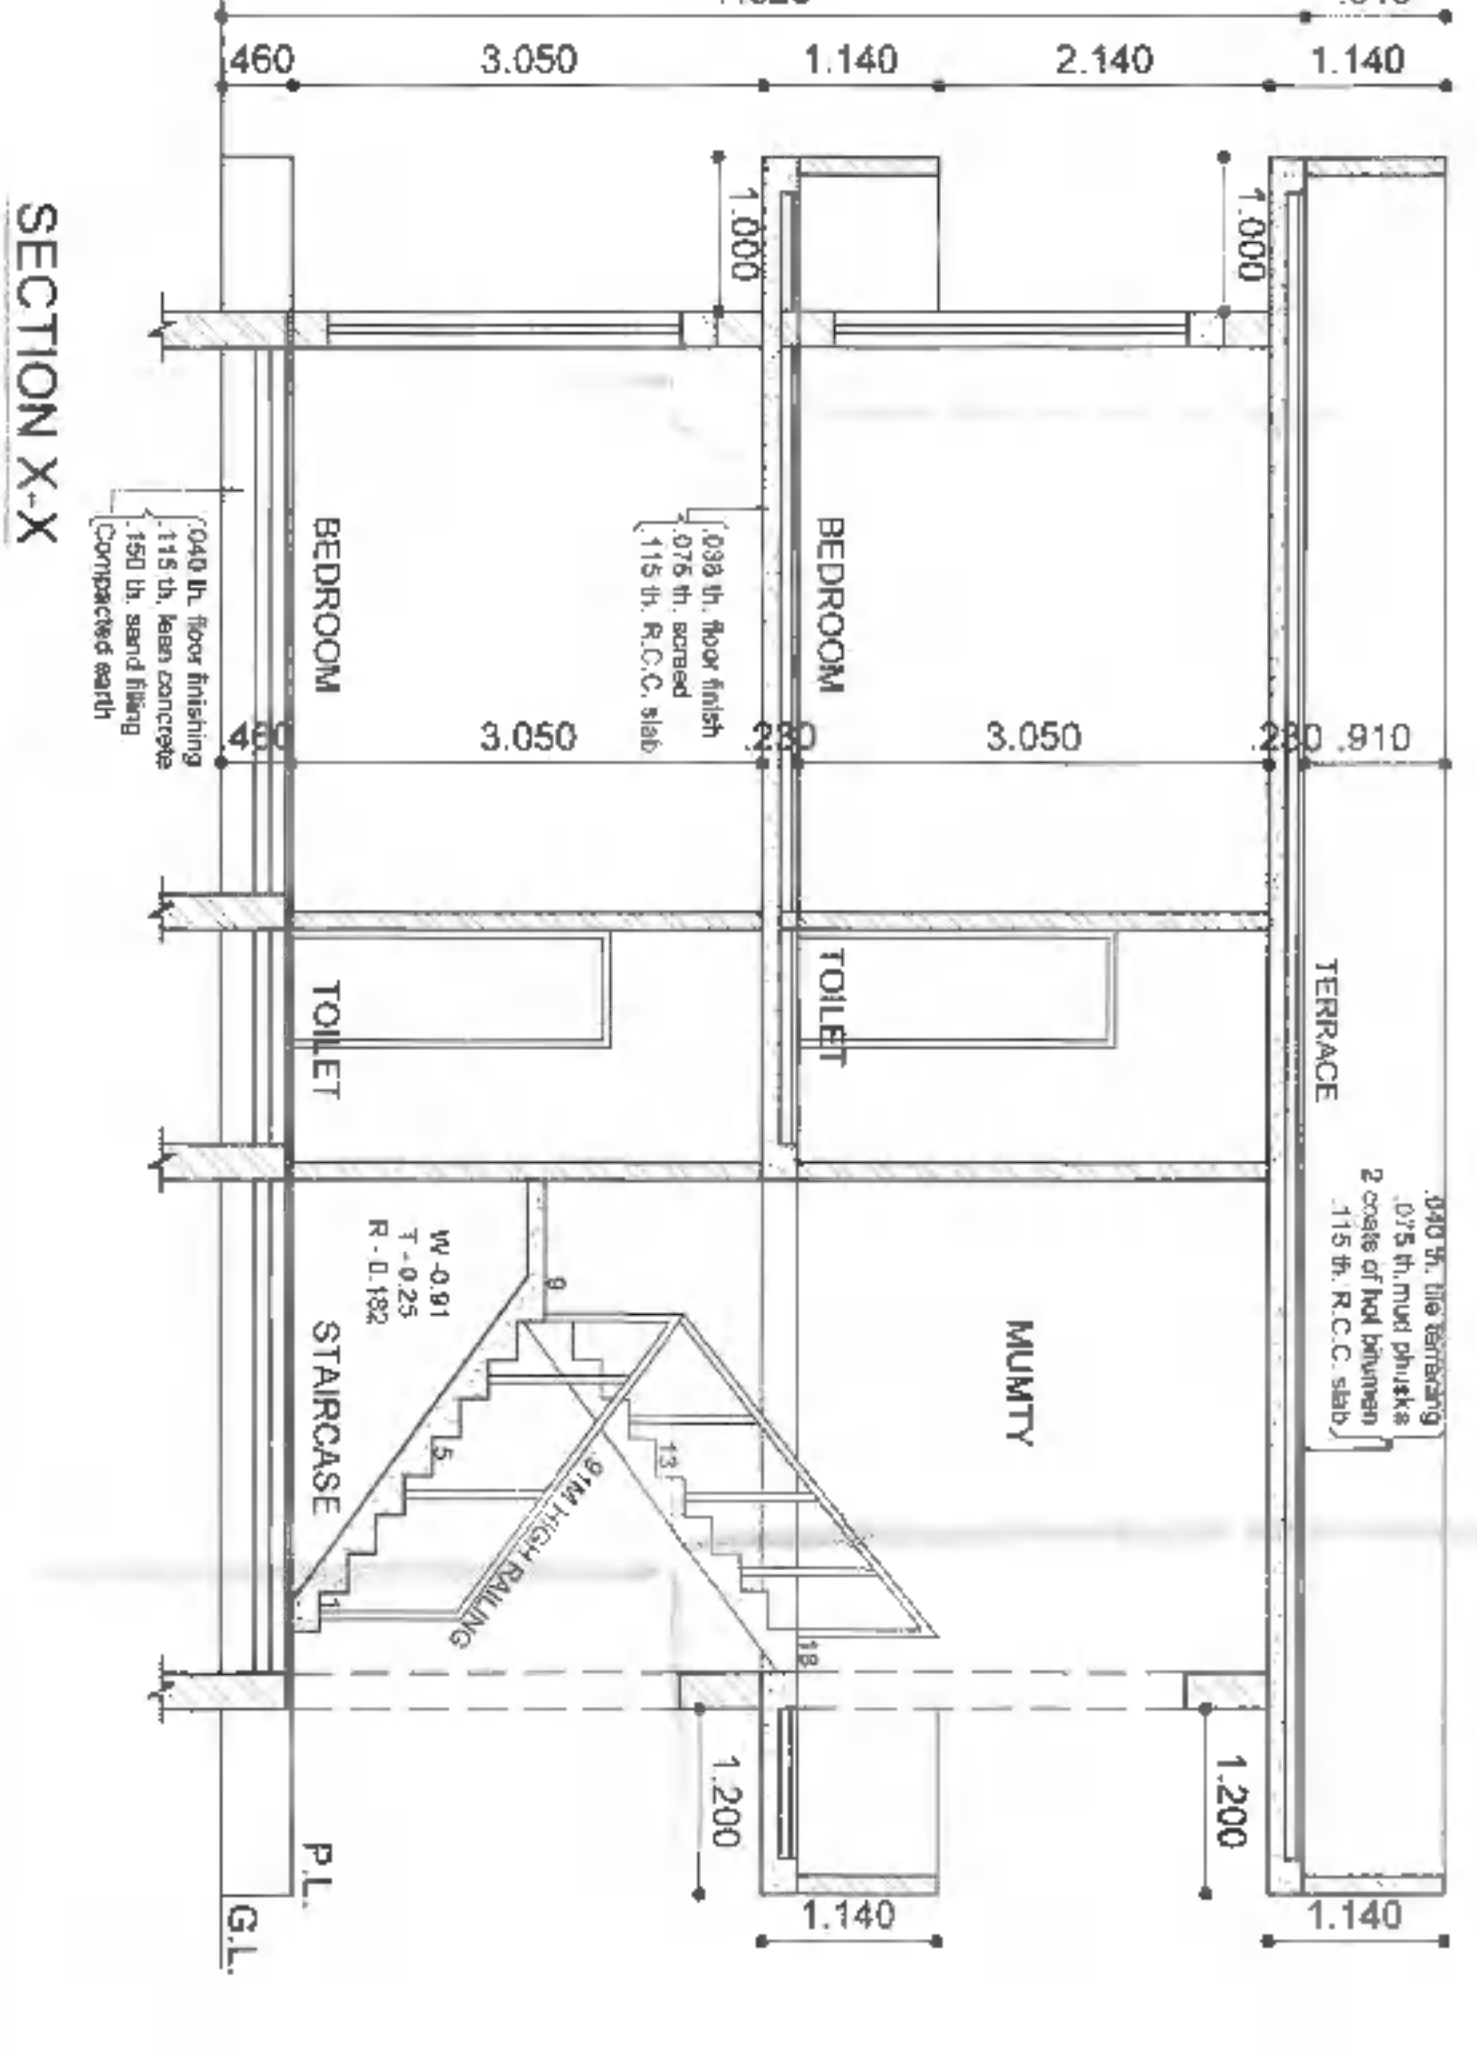 .460
3.050
1.140
2.140
1.140
1.000
1.000
SECTION X-X
.040 th. floor finishing
.115 th. lean concrete
.150 th. sand filling
Compacted earth
BEDROOM
.038 th. floor finish
.075 th. screed
.115 th. R.C.C. slab
BEDROOM
.460
3.050
.230
3.050
.230
.910
TOILET
TOILET
TERRACE
.040 th. tile terracing
.075 th. mud phuska
2 coats of hot bitumen
.115 th. R.C.C. slab
W -0.91
T - 0.25
R - 0.182
STAIRCASE
MUMTY
9
5
1
13
18
.91M HIGH RAILING
1.200
1.200
P.L.
G.L.
1.140
1.140